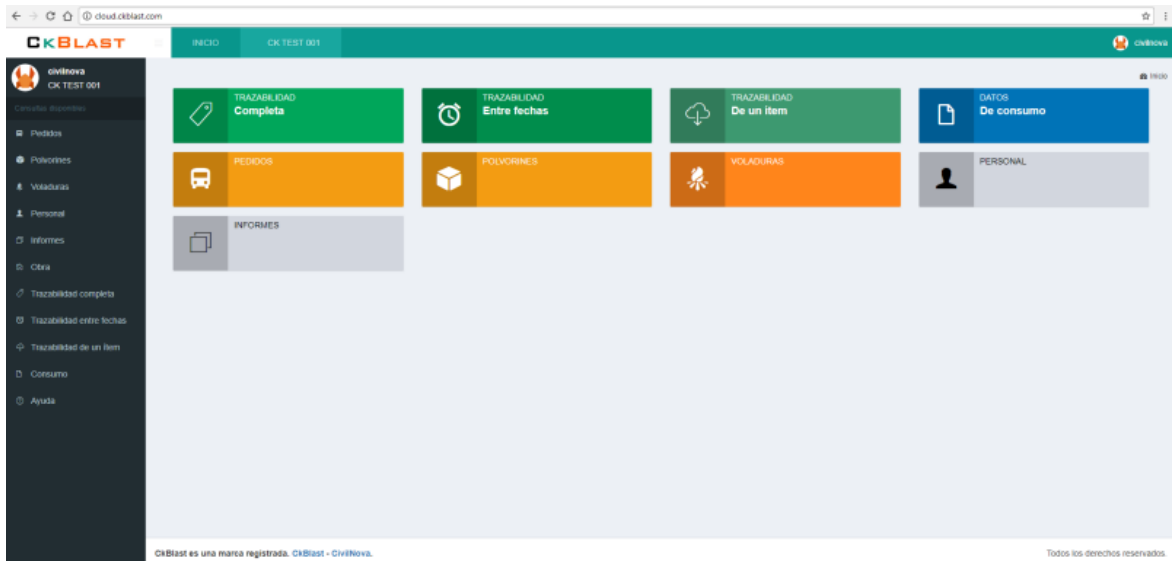 cloud.ckblast.com
CKBLAST
INICIO
CK TEST 001
civilnova
civilnova
CK TEST 001
Inicio
Consultas disponibles
Pedidos
Polvorines
Voladuras
Personal
Informes
Obra
Trazabilidad completa
Trazabilidad entre fechas
Trazabilidad de un ítem
Consumo
Ayuda
TRAZABILIDAD
Completa
TRAZABILIDAD
Entre fechas
TRAZABILIDAD
De un item
DATOS
De consumo
PEDIDOS
POLVORINES
VOLADURAS
PERSONAL
INFORMES
CkBlast es una marca registrada. CkBlast - CivilNova.
Todos los derechos reservados.